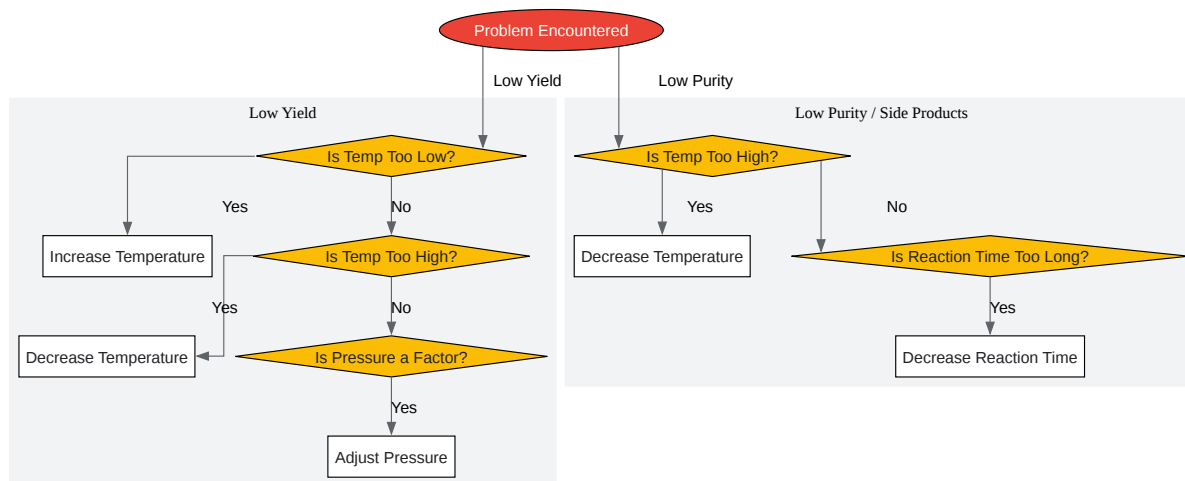 Problem Encountered
Low Yield
Low Purity
Low Yield
Is Temp Too Low?
Yes
No
Increase Temperature
Is Temp Too High?
Yes
No
Decrease Temperature
Is Pressure a Factor?
Yes
Adjust Pressure
Low Purity / Side Products
Is Temp Too High?
Yes
No
Decrease Temperature
Is Reaction Time Too Long?
Yes
Decrease Reaction Time